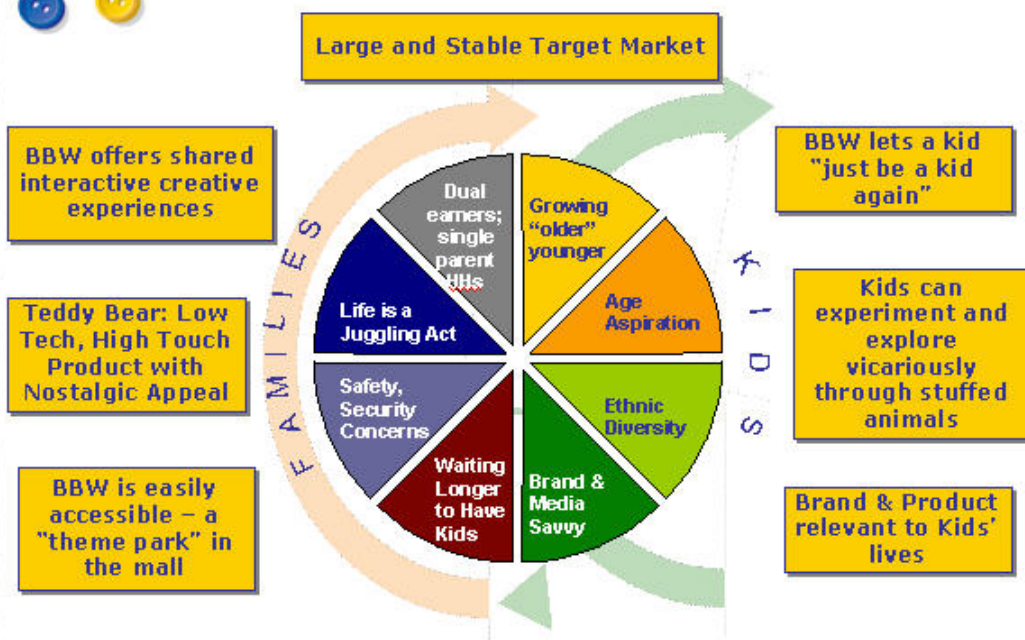 Large and Stable Target Market
BBW offers shared
interactive creative
experiences
Teddy Bear: Low
Tech, High Touch
Product with
Nostalgic Appeal
BBW is easily
accessible – a
"theme park" in
the mall
FAMILIES
Dual
earners;
single
parent
HHs
Life is a
Juggling Act
Safety,
Security
Concerns
Waiting
Longer
to Have
Kids
Growing
"older"
younger
Age
Aspiration
Ethnic
Diversity
Brand &
Media
Savvy
KIDS
BBW lets a kid
"just be a kid
again"
Kids can
experiment and
explore
vicariously
through stuffed
animals
Brand & Product
relevant to Kids'
lives